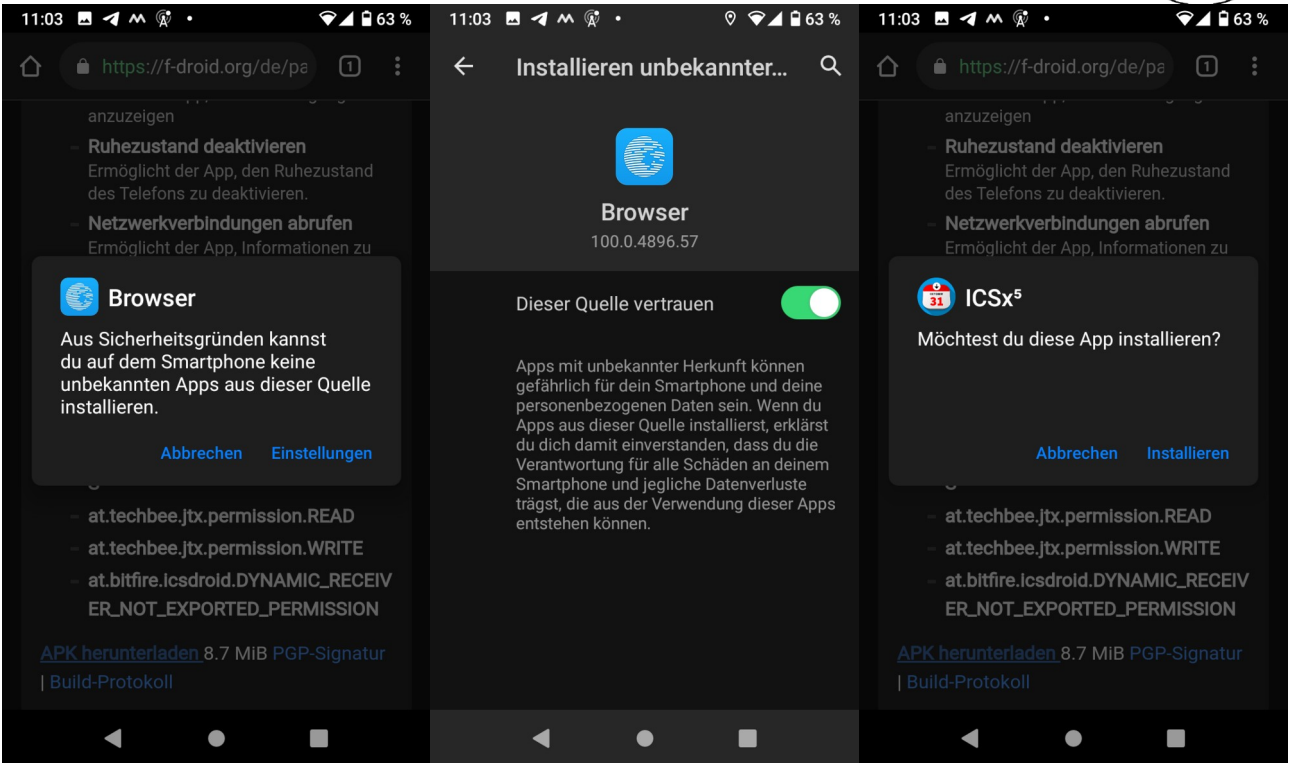 11:03
63 %
https://f-droid.org/de/pa
1
anzuzeigen
Ruhezustand deaktivieren
Ermöglicht der App, den Ruhezustand
des Telefons zu deaktivieren.
Netzwerkverbindungen abrufen
Ermöglicht der App, Informationen zu
Browser
Aus Sicherheitsgründen kannst
du auf dem Smartphone keine
unbekannten Apps aus dieser Quelle
installieren.
Abbrechen Einstellungen
at.techbee.jtx.permission.READ
at.techbee.jtx.permission.WRITE
at.bitfire.icsdroid.DYNAMIC_RECEIV
ER_NOT_EXPORTED_PERMISSION
APK herunterladen 8.7 MiB PGP-Signatur
| Build-Protokoll
11:03
63 %
Installieren unbekannter...
Browser
100.0.4896.57
Dieser Quelle vertrauen
Apps mit unbekannter Herkunft können
gefährlich für dein Smartphone und deine
personenbezogenen Daten sein. Wenn du
Apps aus dieser Quelle installierst, erklärst
du dich damit einverstanden, dass du die
Verantwortung für alle Schäden an deinem
Smartphone und jegliche Datenverluste
trägst, die aus der Verwendung dieser Apps
entstehen können.
11:03
63 %
https://f-droid.org/de/pa
1
anzuzeigen
Ruhezustand deaktivieren
Ermöglicht der App, den Ruhezustand
des Telefons zu deaktivieren.
Netzwerkverbindungen abrufen
Ermöglicht der App, Informationen zu
31
ICSx⁵
Möchtest du diese App installieren?
Abbrechen Installieren
at.techbee.jtx.permission.READ
at.techbee.jtx.permission.WRITE
at.bitfire.icsdroid.DYNAMIC_RECEIV
ER_NOT_EXPORTED_PERMISSION
APK herunterladen 8.7 MiB PGP-Signatur
| Build-Protokoll